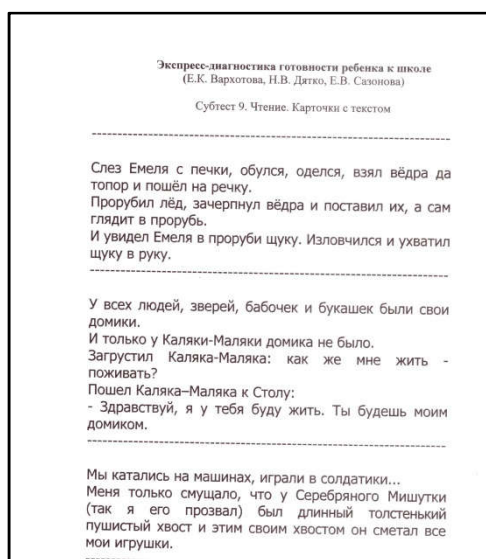 Экспресс-диагностика готовности ребенка к школе
(Е.К. Вархотова, Н.В. Дятко, Е.В. Сазонова)
Субтест 9. Чтение. Карточки с текстом
Слез Емеля с печки, обулся, оделся, взял вёдра да
топор и пошёл на речку.
Прорубил лёд, зачерпнул вёдра и поставил их, а сам
глядит в прорубь.
И увидел Емеля в проруби щуку. Изловчился и ухватил
щуку в руку.
У всех людей, зверей, бабочек и букашек были свои
домики.
И только у Каляки-Маляки домика не было.
Загрустил Каляка-Маляка: как же мне жить -
поживать?
Пошел Каляка–Маляка к Столу:
- Здравствуй, я у тебя буду жить. Ты будешь моим
домиком.
Мы катались на машинах, играли в солдатики...
Меня только смущало, что у Серебряного Мишутки
(так я его прозвал) был длинный толстенький
пушистый хвост и этим своим хвостом он сметал все
мои игрушки.